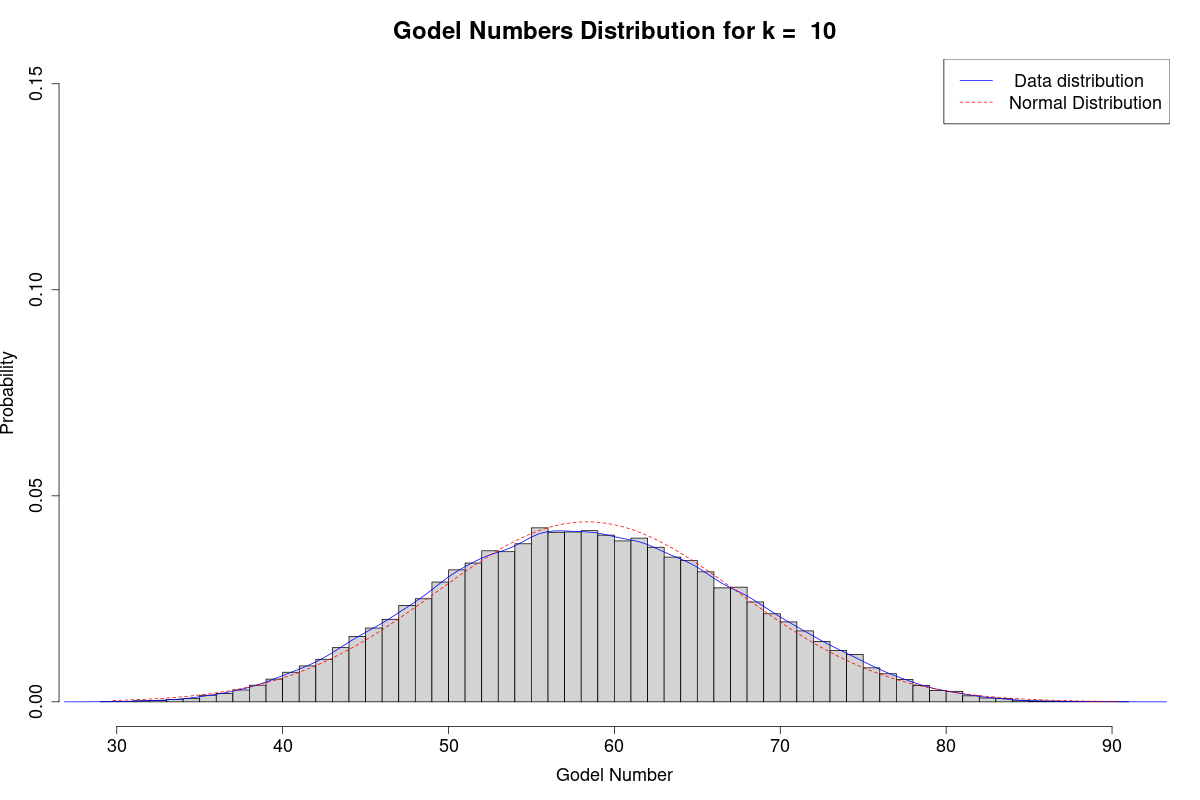 Godel Numbers Distribution for k =  10
Data distribution
Normal Distribution
Probability
0.15
0.10
0.05
0.00
30 40 50 60 70 80 90
Godel Number